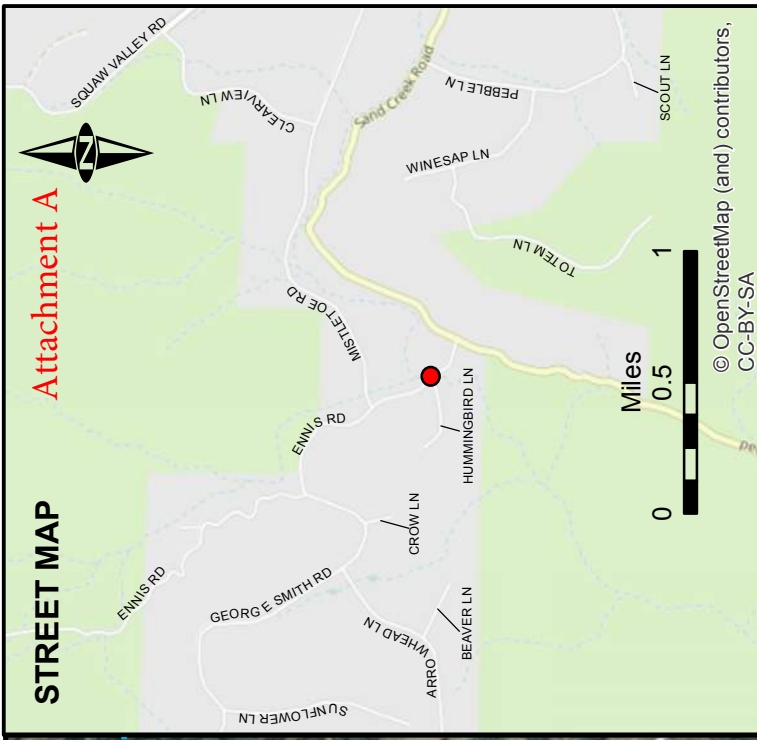 STREET MAP
Attachment A
N
SQUAW VALLEY RD
CLEARVIEW LN
Sand Creek Road
PEBBLE LN
SCOUT LN
WINESAP LN
TOTEM LN
MISTLETOE RD
ENNIS RD
HUMMINGBIRD LN
ENNIS RD
CROW LN
GEORGE SMITH RD
ARROWHEAD LN
BEAVER LN
SUNFLOWER LN
Miles
0 0.5 1
© OpenStreetMap (and) contributors,
CC-BY-SA